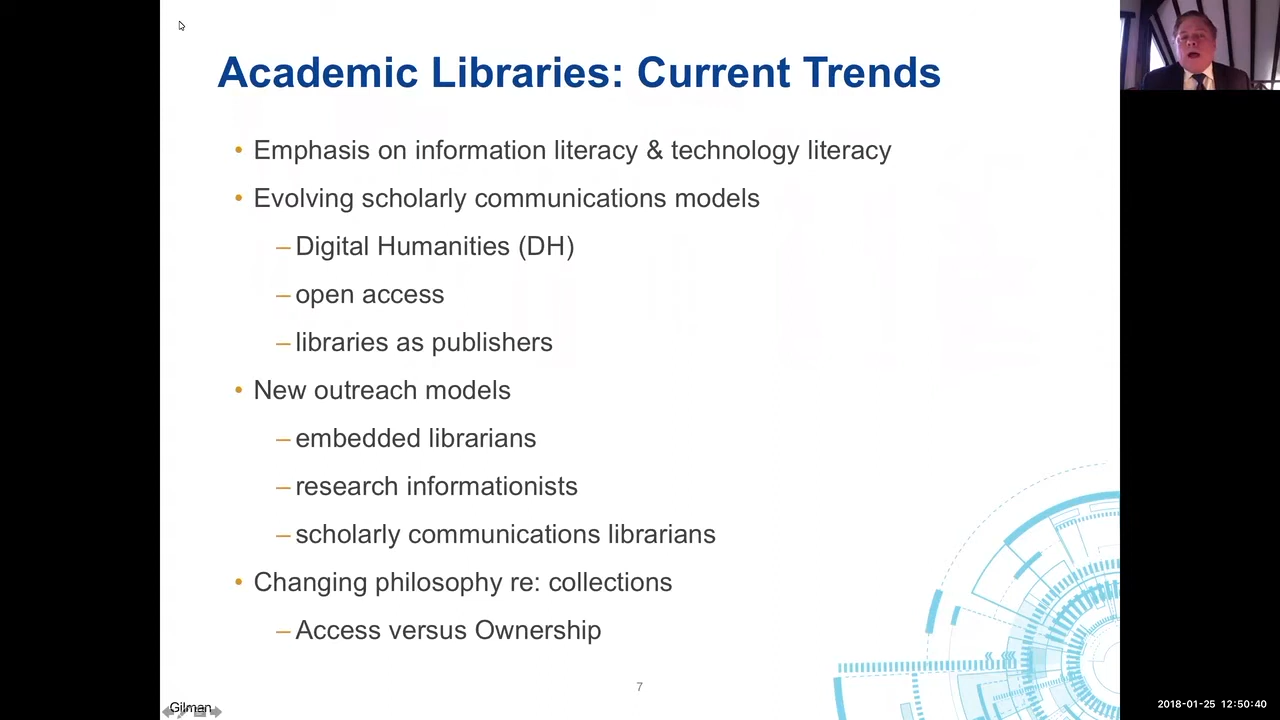 Academic Libraries: Current Trends
• Emphasis on information literacy & technology literacy
• Evolving scholarly communications models
– Digital Humanities (DH)
– open access
– libraries as publishers
• New outreach models
– embedded librarians
– research informationists
– scholarly communications librarians
• Changing philosophy re: collections
– Access versus Ownership
7
Gilman
2018-01-25 12:50:40